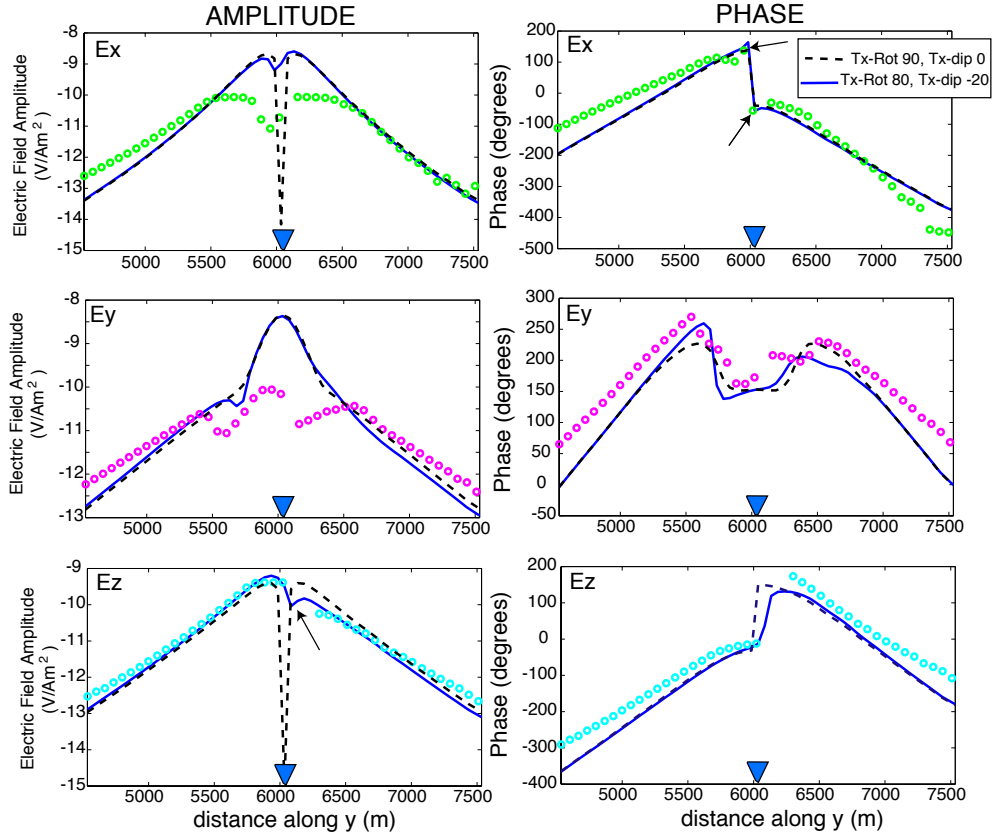 AMPLITUDE
PHASE
Ex
Electric Field Amplitude
(V/Am²)
-8
-9
-10
-11
-12
-13
-14
-15
5000 5500 6000 6500 7000 7500
Ex
Tx-Rot 90, Tx-dip 0
Tx-Rot 80, Tx-dip -20
Phase (degrees)
200
100
0
-100
-200
-300
-400
-500
5000 5500 6000 6500 7000 7500
Ey
Electric Field Amplitude
(V/Am²)
-8
-9
-10
-11
-12
-13
5000 5500 6000 6500 7000 7500
Ey
Phase (degrees)
300
250
200
150
100
50
0
-50
5000 5500 6000 6500 7000 7500
Ez
Electric Field Amplitude
(V/Am²)
-9
-10
-11
-12
-13
-14
-15
5000 5500 6000 6500 7000 7500
distance along y (m)
Ez
Phase (degrees)
200
100
0
-100
-200
-300
-400
5000 5500 6000 6500 7000 7500
distance along y (m)